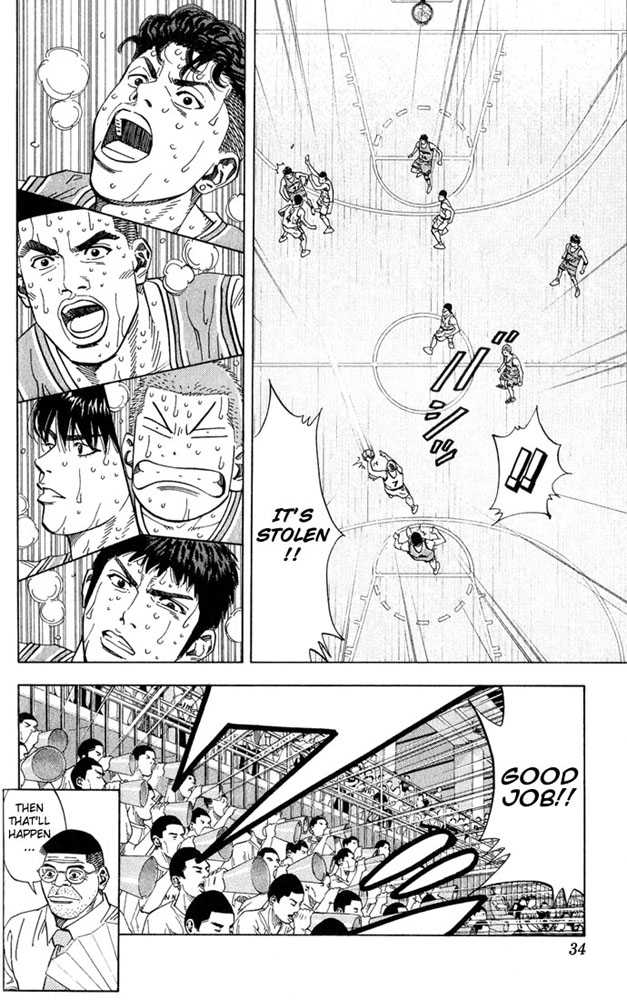 !!
IT'S
STOLEN
!!
GOOD
JOB!!
THEN
THAT'LL
HAPPEN
...
34